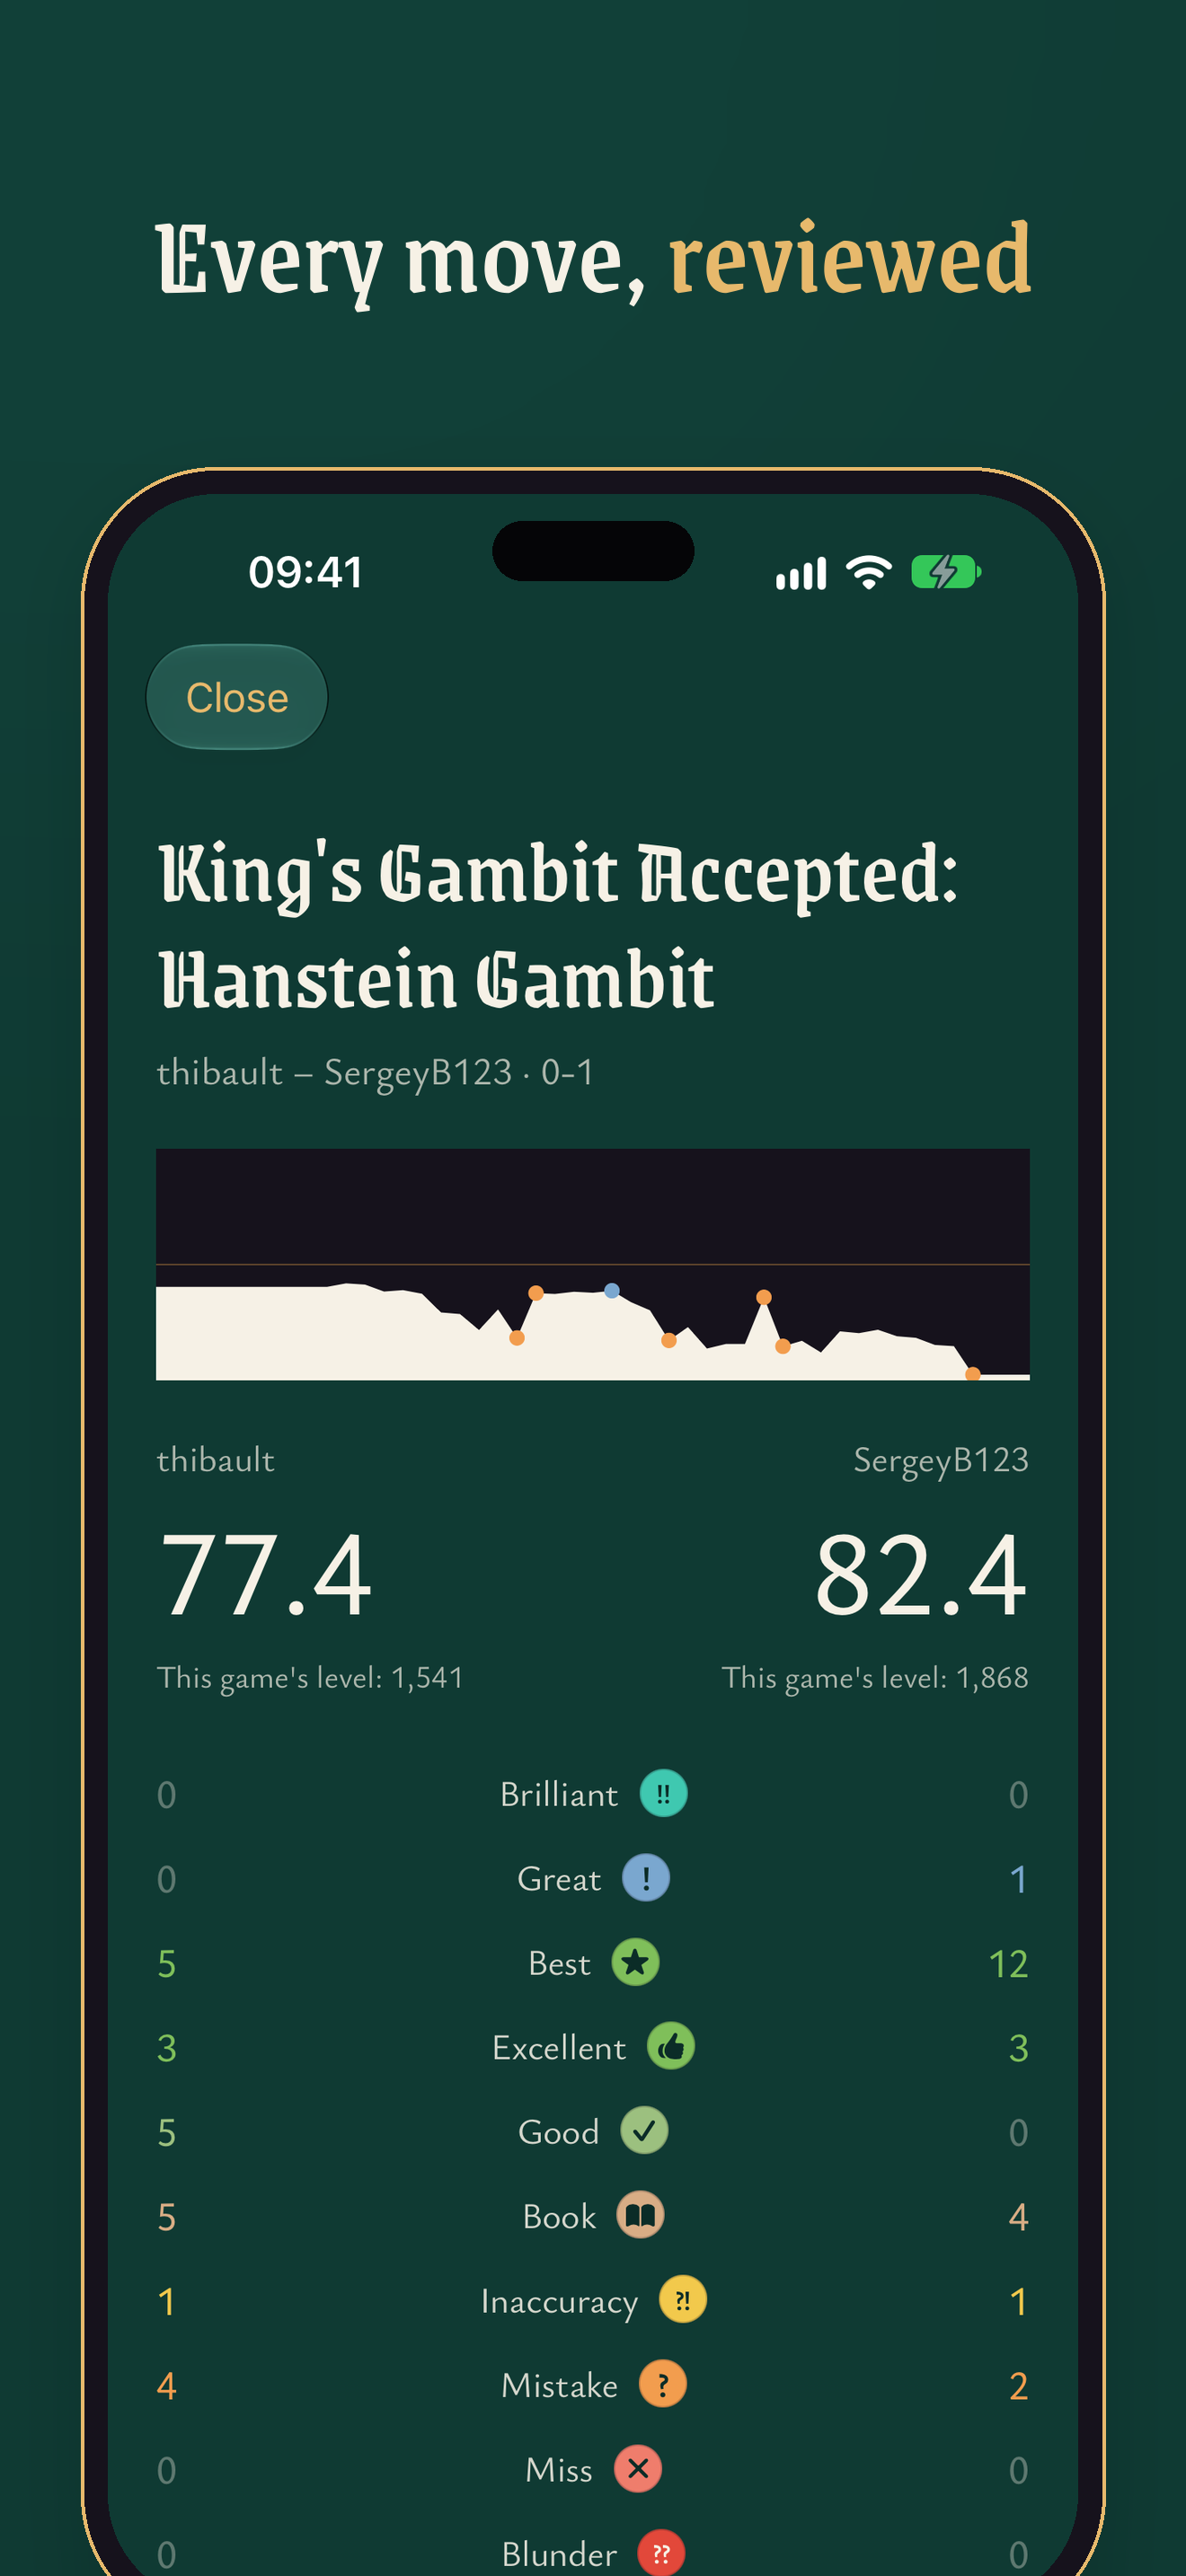 Every move, reviewed
09:41
Close
King's Gambit Accepted:
Hanstein Gambit
thibault – SergeyB123 · 0-1
thibault SergeyB123
77.4 82.4
This game's level: 1,541 This game's level: 1,868
0 Brilliant !! 0
0 Great ! 1
5 Best 12
3 Excellent 3
5 Good 0
5 Book 4
1 Inaccuracy ?! 1
4 Mistake ? 2
0 Miss 0
0 Blunder ?? 0